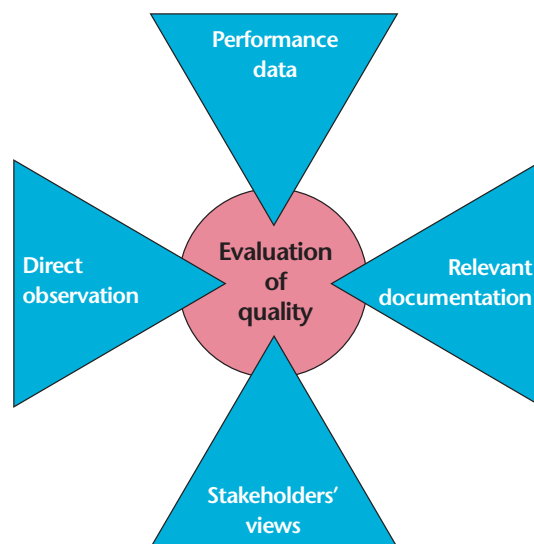 Performance
data
Direct
observation
Evaluation
of
quality
Relevant
documentation
Stakeholders’
views